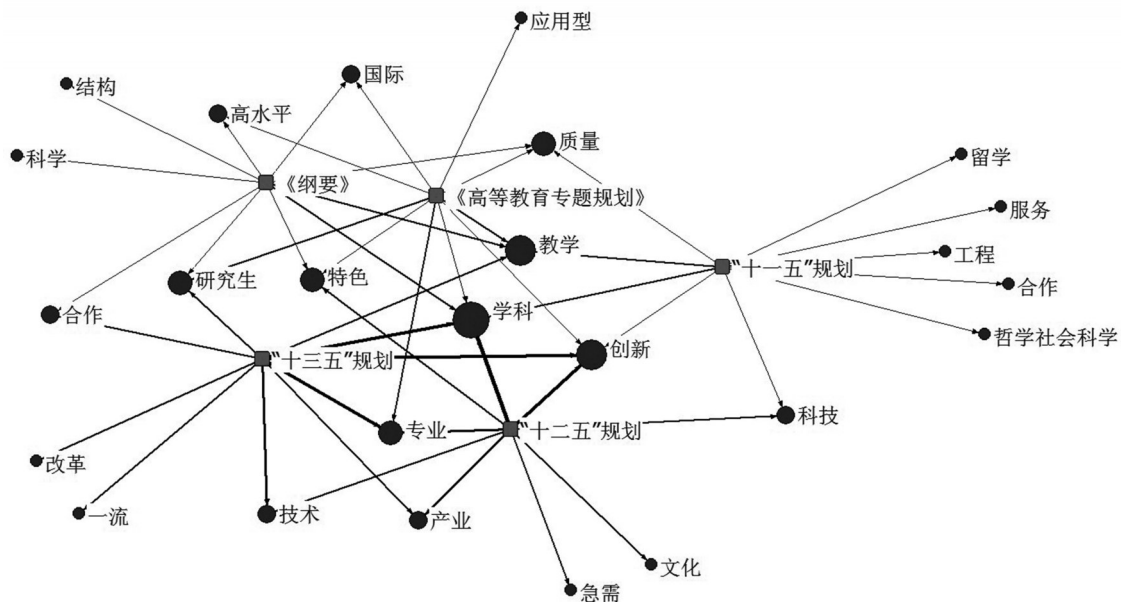 应用型
国际
结构
高水平
质量
科学
留学
《纲要》
《高等教育专题规划》
服务
教学
工程
“十一五”规划
研究生
特色
合作
合作
学科
哲学社会科学
创新
“十三五”规划
科技
专业
“十二五”规划
改革
一流
技术
产业
文化
急需